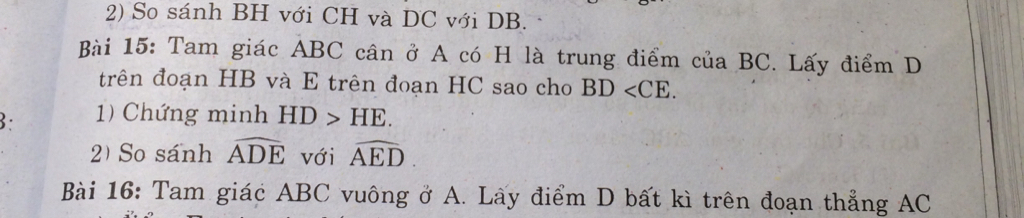 2) So sánh BH với CH và DC với DB.
Bài 15: Tam giác ABC cân ở A có H là trung điểm của BC. Lấy điểm D
trên đoạn HB và E trên đoạn HC sao cho BD <CE.
1) Chứng minh HD > HE.
2) So sánh ADE với AED.
Bài 16: Tam giác ABC vuông ở A. Lấy điểm D bất kì trên đoạn thẳng AC